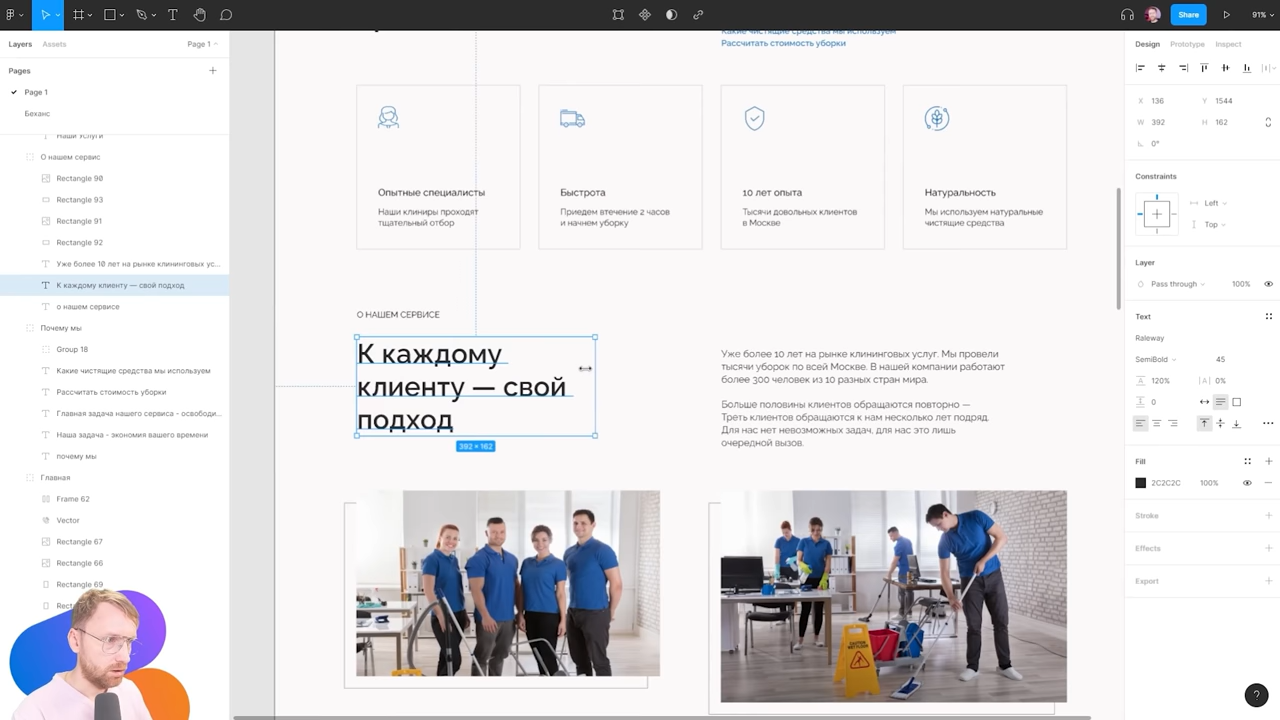 Share
91%
Layers
Assets
Page 1
Pages
Page 1
Беханс
Наши Услуги
О нашем сервис
Rectangle 90
Rectangle 93
Rectangle 91
Rectangle 92
Уже более 10 лет на рынке клининговых ус...
К каждому клиенту — свой подход
о нашем сервисе
Почему мы
Group 18
Какие чистящие средства мы используем
Рассчитать стоимость уборки
Главная задача нашего сервиса - освободи...
Наша задача - экономия вашего времени
почему мы
Главная
Frame 62
Vector
Rectangle 67
Rectangle 66
Rectangle 69
Какие чистящие средства мы используем
Рассчитать стоимость уборки
Опытные специалисты
Наши клинеры проходят
тщательный отбор
Быстрота
Приедем втечение 2 часов
и начнем уборку
10 лет опыта
Тысячи довольных клиентов
в Москве
Натуральность
Мы используем натуральные
чистящие средства
О НАШЕМ СЕРВИСЕ
К каждому
клиенту — свой
подход
392 × 162
Уже более 10 лет на рынке клининговых услуг. Мы провели
тысячи уборок по всей Москве. В нашей компании работают
более 300 человек из 10 разных стран мира.
Больше половины клиентов обращаются повторно —
Треть клиентов обращаются к нам несколько лет подряд.
Для нас нет невозможных задач, для нас это лишь
очередной вызов.
Design
Prototype
Inspect
X 136
Y 1544
W 392
H 162
0°
Constraints
Left
Top
Layer
Pass through
100%
Text
Raleway
SemiBold
45
120%
0%
0
Fill
2C2C2C
100%
Stroke
Effects
Export
?